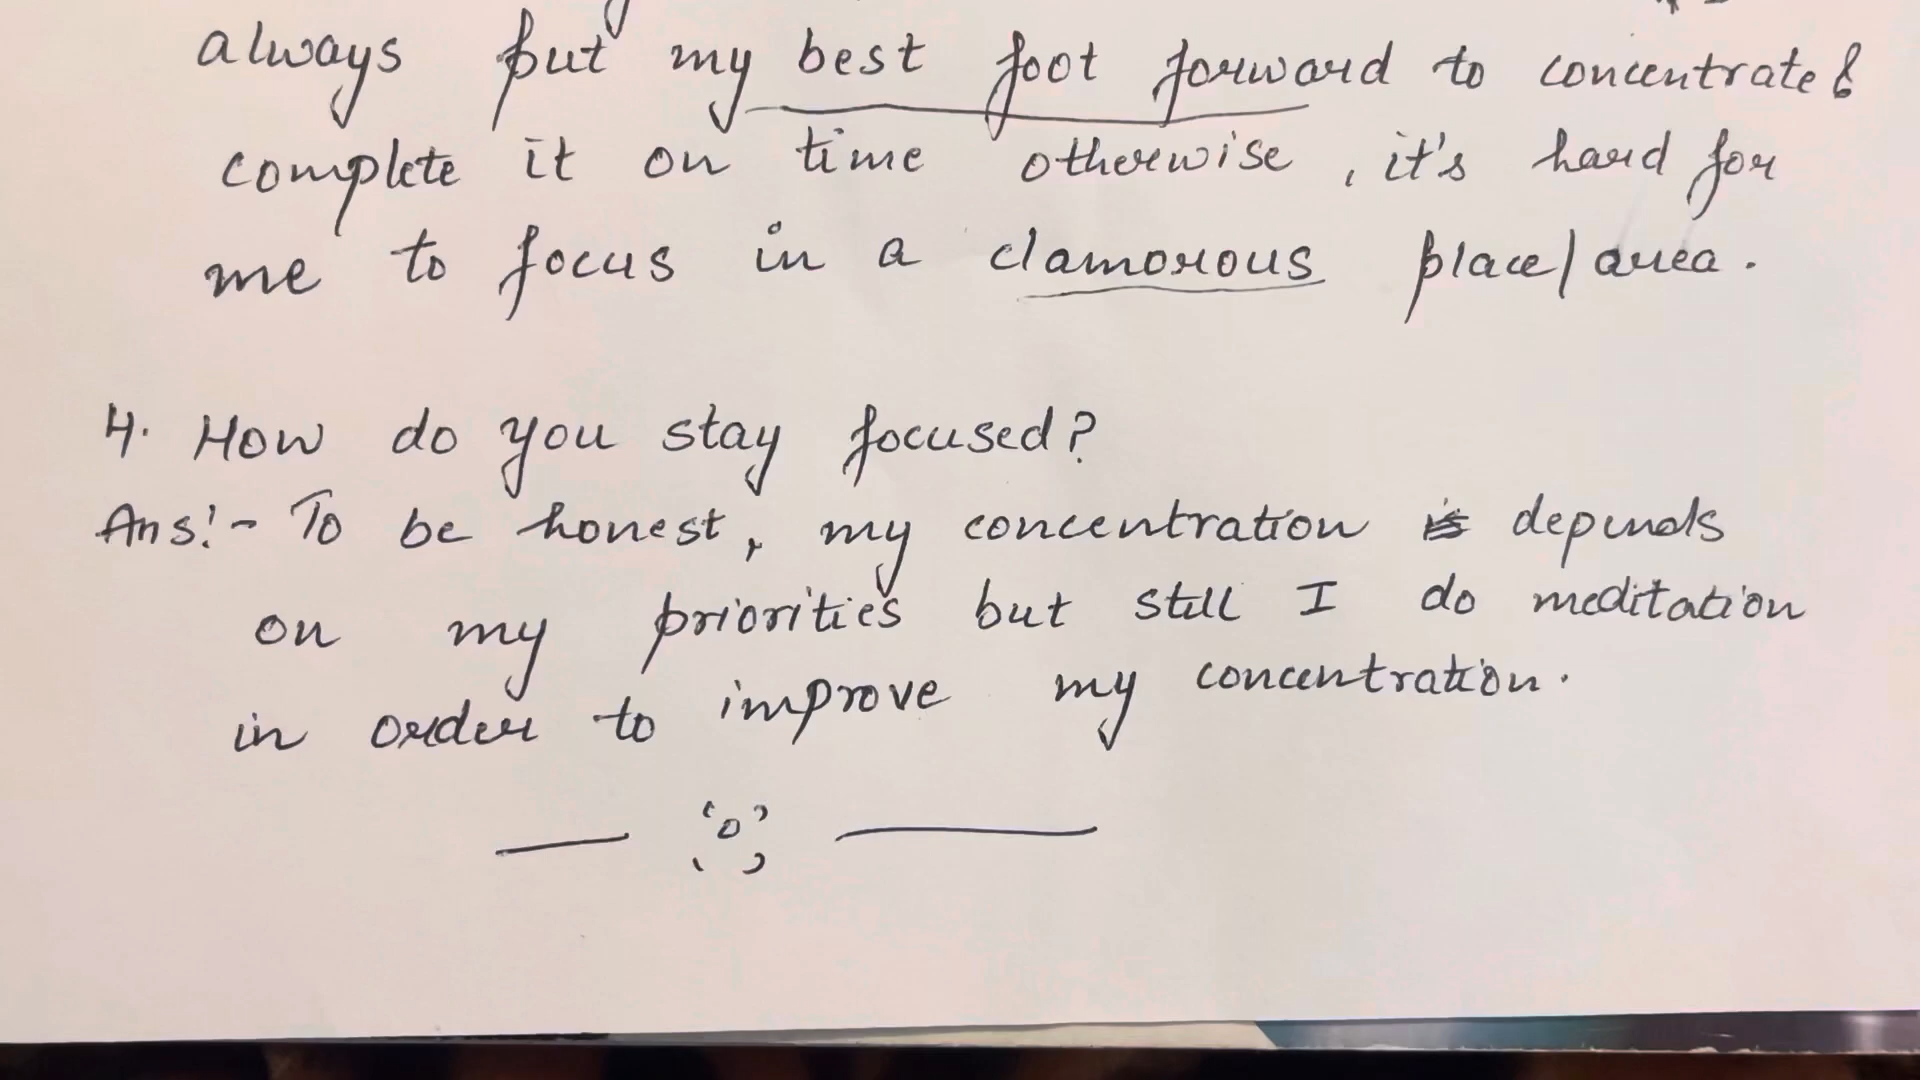 always put my best foot forward to concentrate &
complete it on time otherwise, it's hard for
me to focus in a clamorous place/area.
4. How do you stay focused?
Ans:- To be honest, my concentration depends
on my priorities but still I do meditation
in order to improve my concentration.